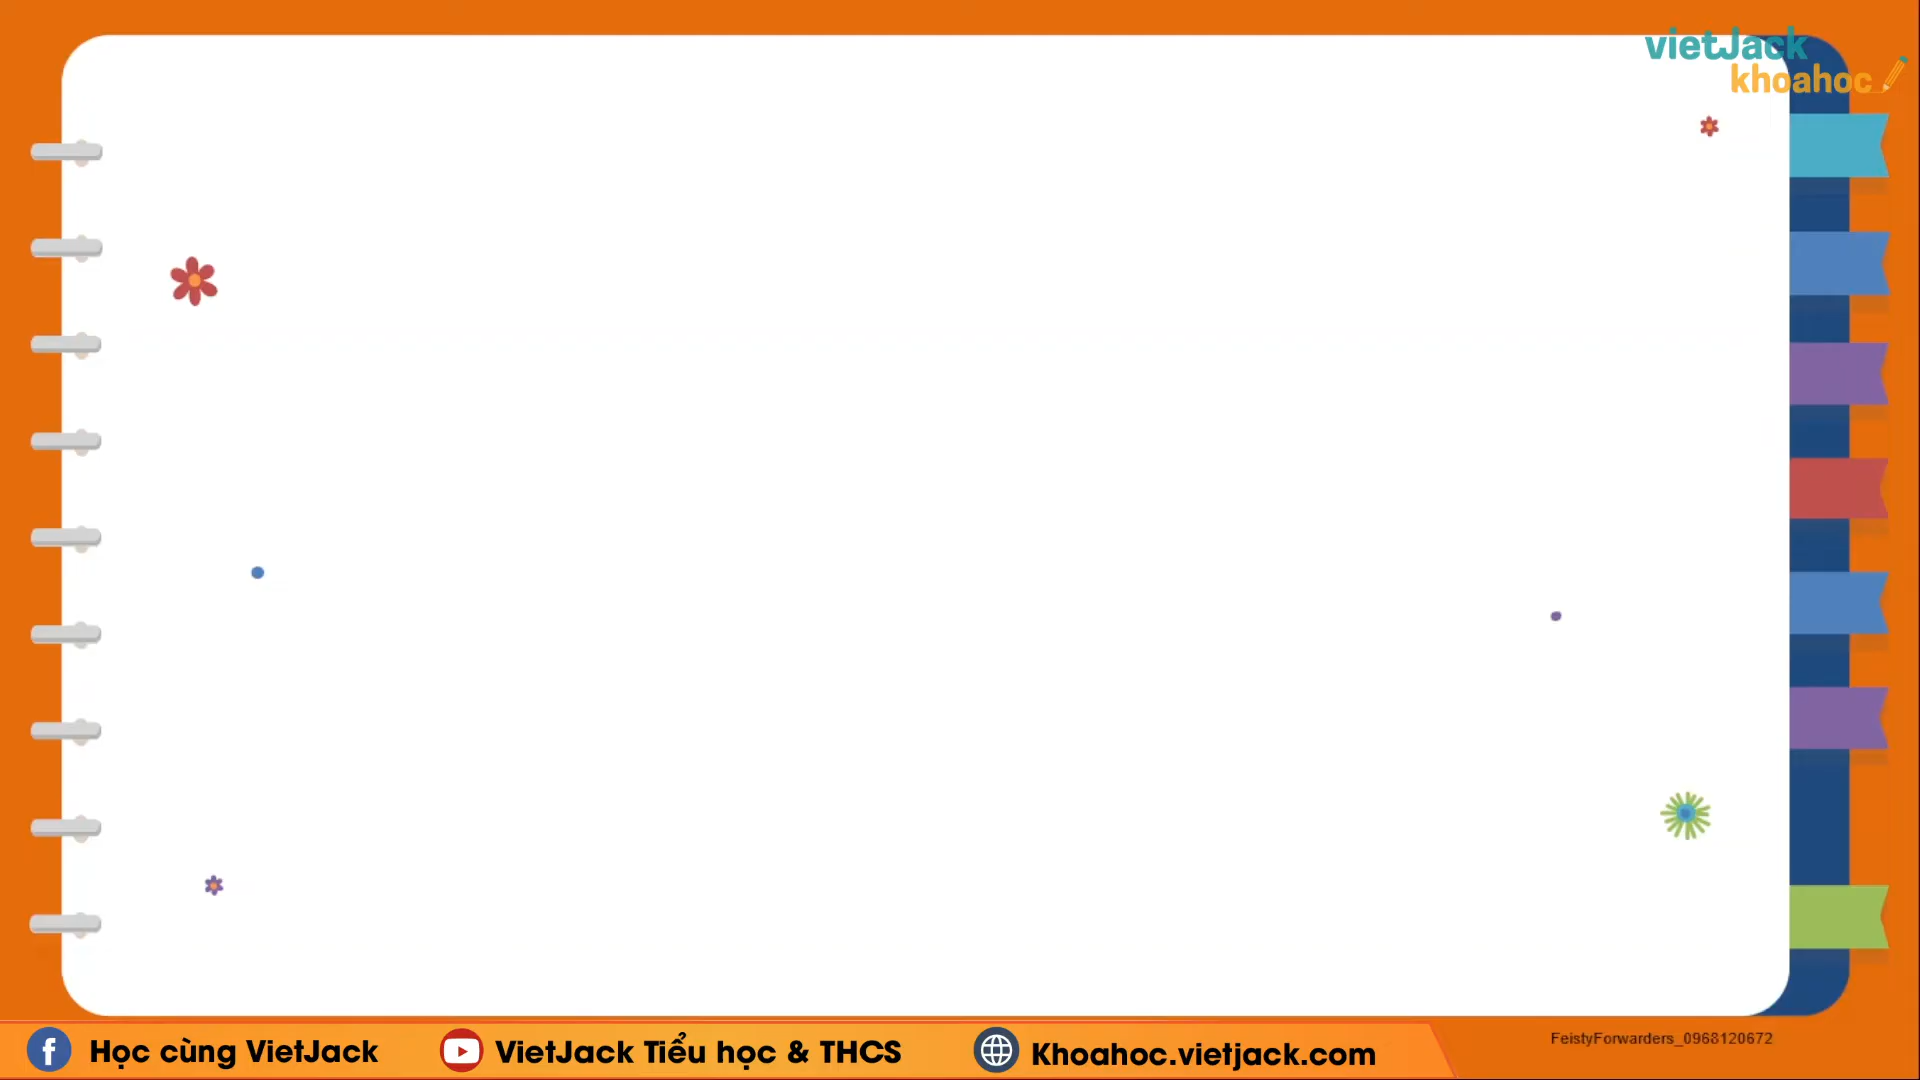 vietJack
khoahoc
Học cùng VietJack
VietJack Tiểu học & THCS
Khoahoc.vietjack.com
FeistyForwarders_0968120672